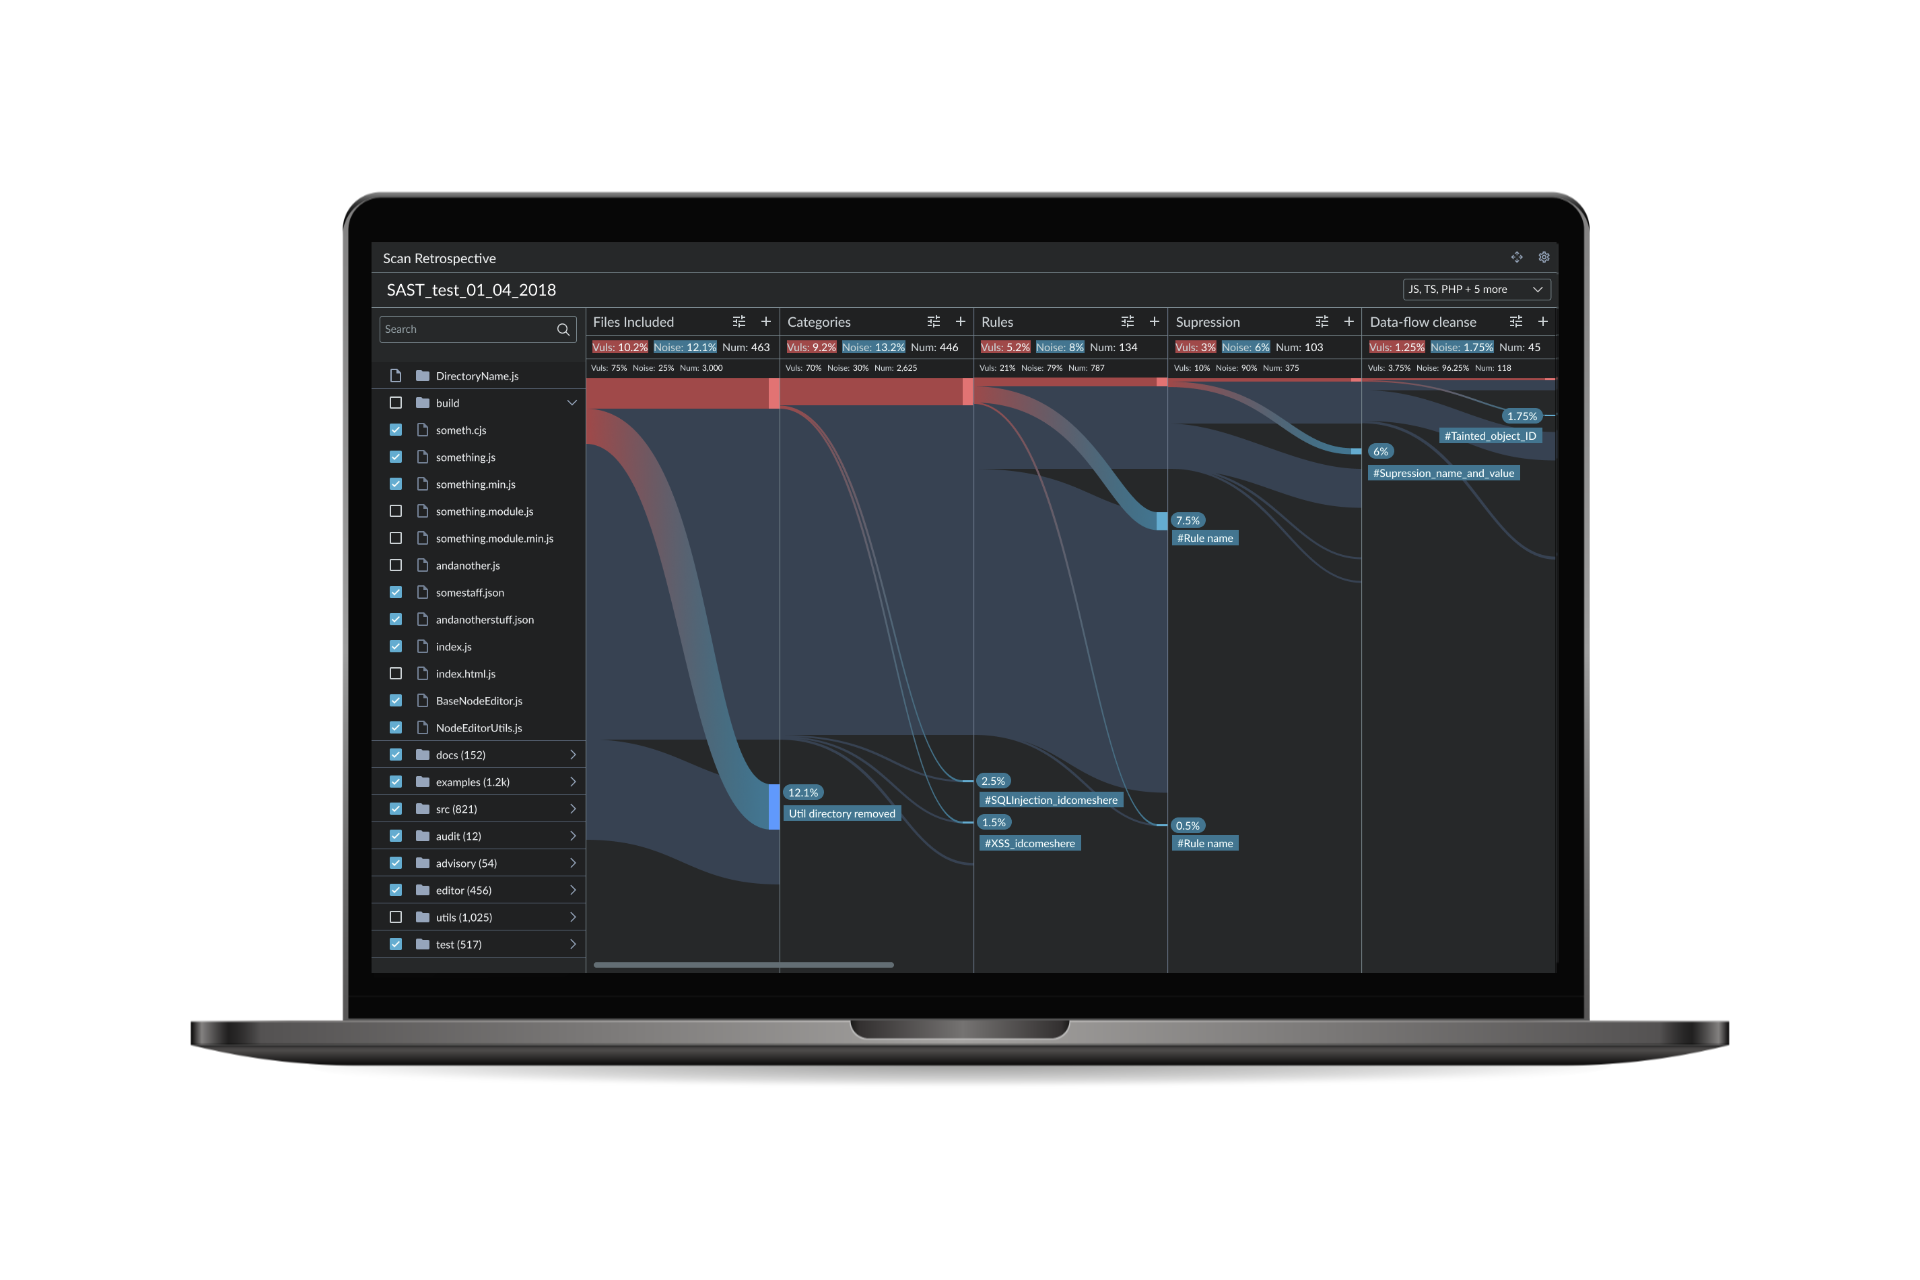 Scan Retrospective
SAST_test_01_04_2018
JS, TS, PHP + 5 more
Search
Files Included
Categories
Rules
Supression
Data-flow cleanse
Vuls: 10.2% Noise: 12.1% Num: 463
Vuls: 9.2% Noise: 13.2% Num: 446
Vuls: 5.2% Noise: 8% Num: 134
Vuls: 3% Noise: 6% Num: 103
Vuls: 1.25% Noise: 1.75% Num: 45
Vuls: 75% Noise: 25% Num: 3,000
Vuls: 70% Noise: 30% Num: 2,625
Vuls: 21% Noise: 79% Num: 787
Vuls: 10% Noise: 90% Num: 375
Vuls: 3.75% Noise: 96.25% Num: 118
DirectoryName.js
build
someth.cjs
something.js
something.min.js
something.module.js
something.module.min.js
andanother.js
somestaff.json
andanotherstuff.json
index.js
index.html.js
BaseNodeEditor.js
NodeEditorUtils.js
docs (152)
examples (1.2k)
src (821)
audit (12)
advisory (54)
editor (456)
utils (1,025)
test (517)
12.1%
Util directory removed
2.5%
#SQLInjection_idcomeshere
1.5%
#XSS_idcomeshere
7.5%
#Rule name
0.5%
#Rule name
6%
#Supression_name_and_value
1.75%
#Tainted_object_ID